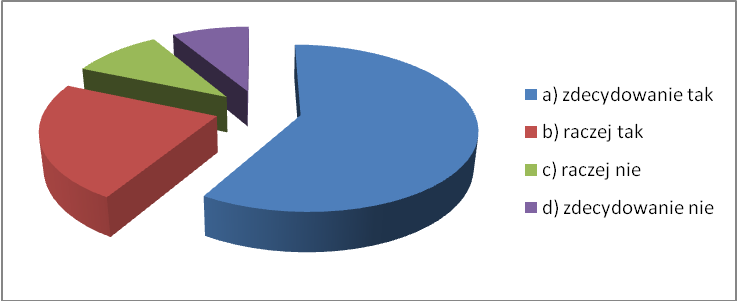 a) zdecydowanie tak
b) raczej tak
c) raczej nie
d) zdecydowanie nie